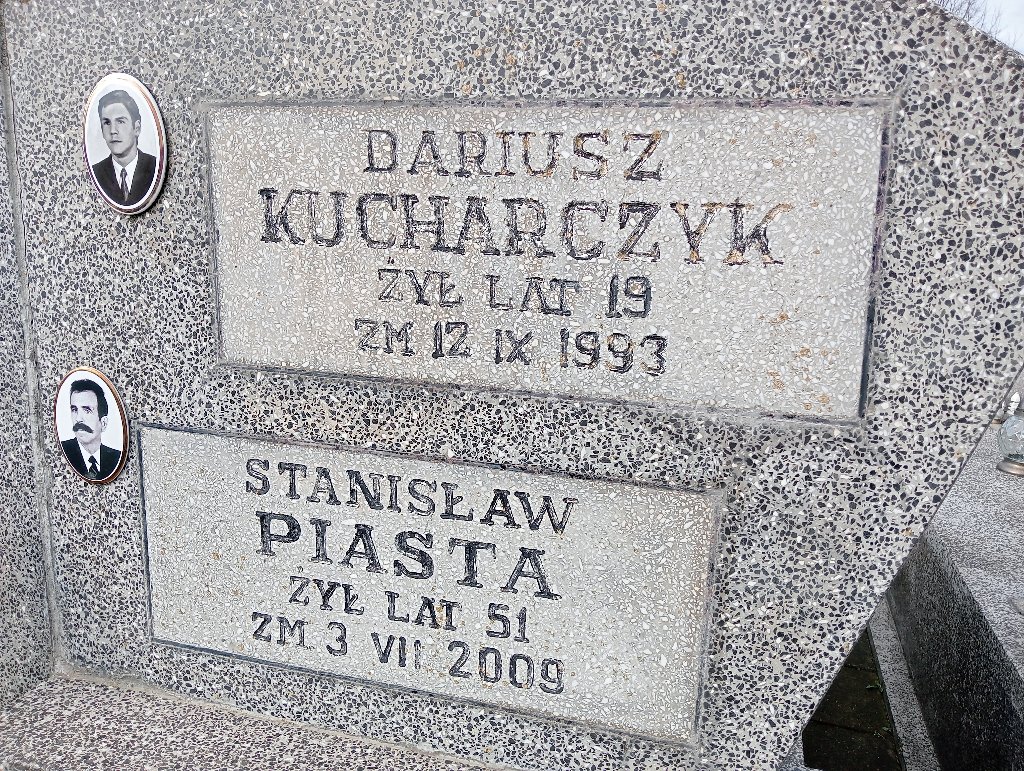 DARIUSZ
KUCHARCZYK
ŻYŁ LAT 19
ZM 12 IX 1993
STANISŁAW
PIASTA
ŻYŁ LAT 51
ZM 3 VII 2009